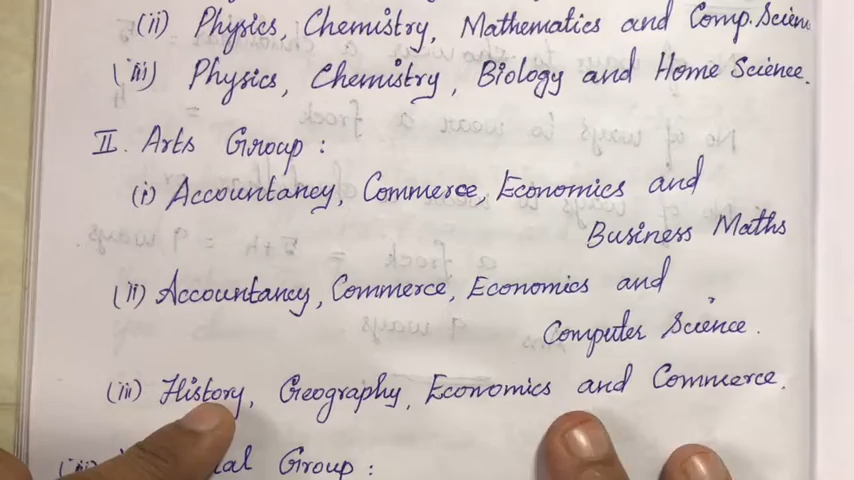 (ii) Physics, Chemistry, Mathematics and Comp. Scien
(iii) Physics, Chemistry, Biology and Home Science.
II. Arts Group :
(i) Accountancy, Commerce, Economics and
Business Maths
(ii) Accountancy, Commerce, Economics and
Computer Science.
(iii) History, Geography, Economics and Commerce.
Group :